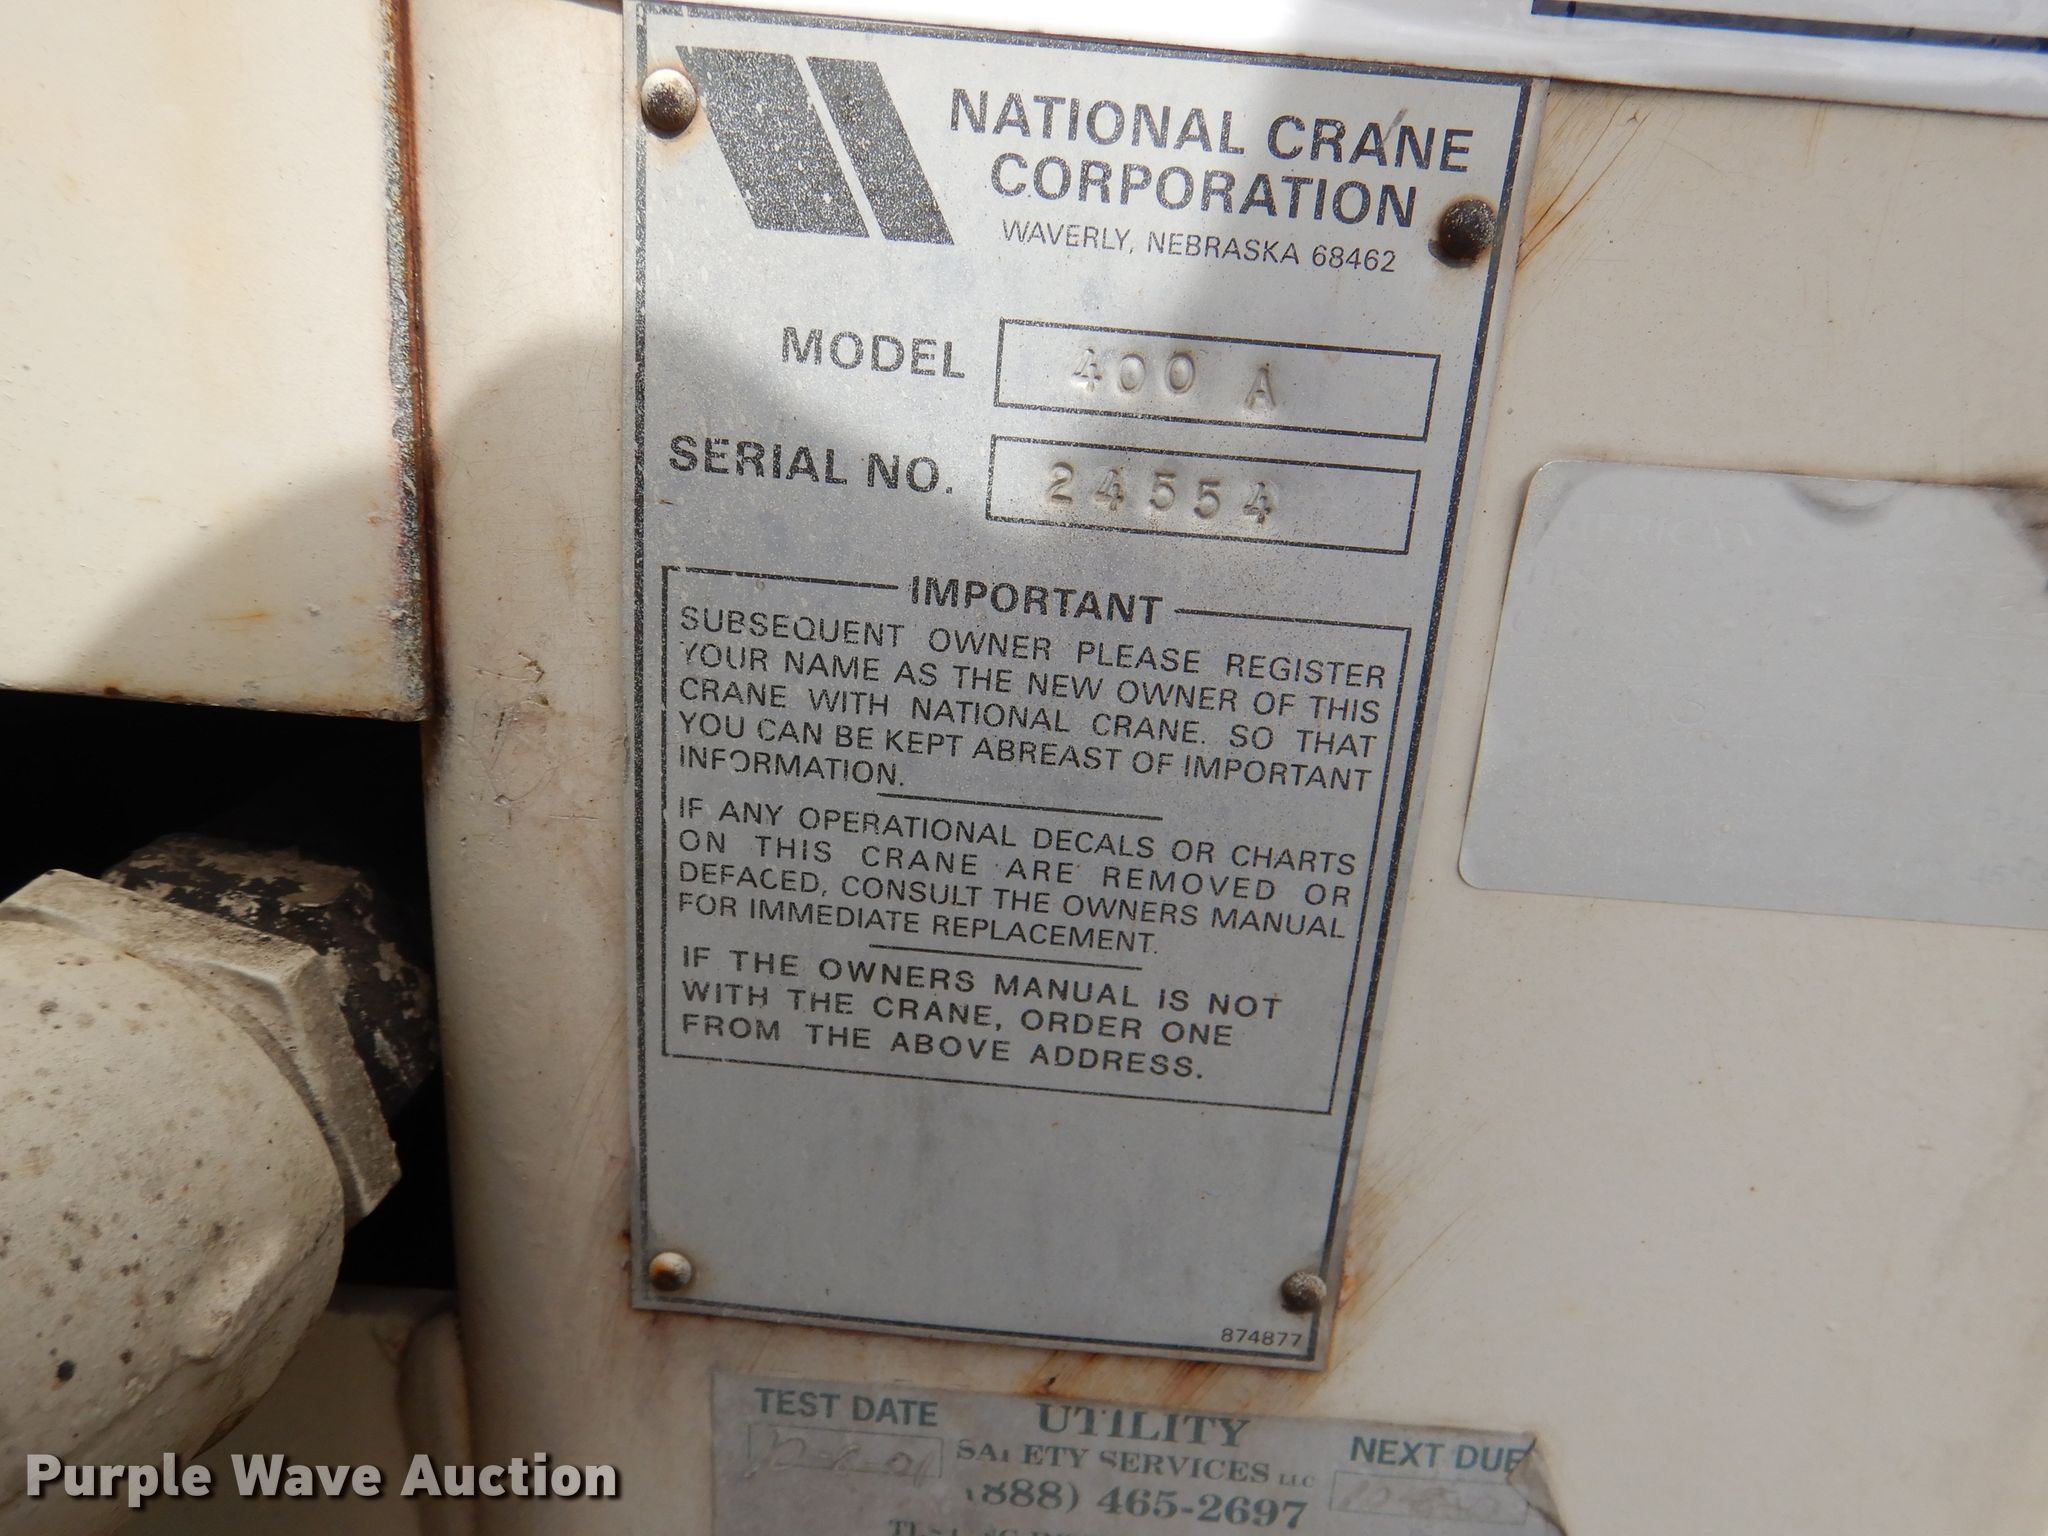 NATIONAL CRANE
CORPORATION
WAVERLY, NEBRASKA 68462
MODEL 400 A
SERIAL NO. 24554
IMPORTANT
SUBSEQUENT OWNER PLEASE REGISTER
YOUR NAME AS THE NEW OWNER OF THIS
CRANE WITH NATIONAL CRANE. SO THAT
YOU CAN BE KEPT ABREAST OF IMPORTANT
INFORMATION.
IF ANY OPERATIONAL DECALS OR CHARTS
ON THIS CRANE ARE REMOVED OR
DEFACED, CONSULT THE OWNERS MANUAL
FOR IMMEDIATE REPLACEMENT.
IF THE OWNERS MANUAL IS NOT
WITH THE CRANE, ORDER ONE
FROM THE ABOVE ADDRESS.
874877
TEST DATE
UTILITY
SAFETY SERVICES LLC
(888) 465-2697
NEXT DUE
Purple Wave Auction